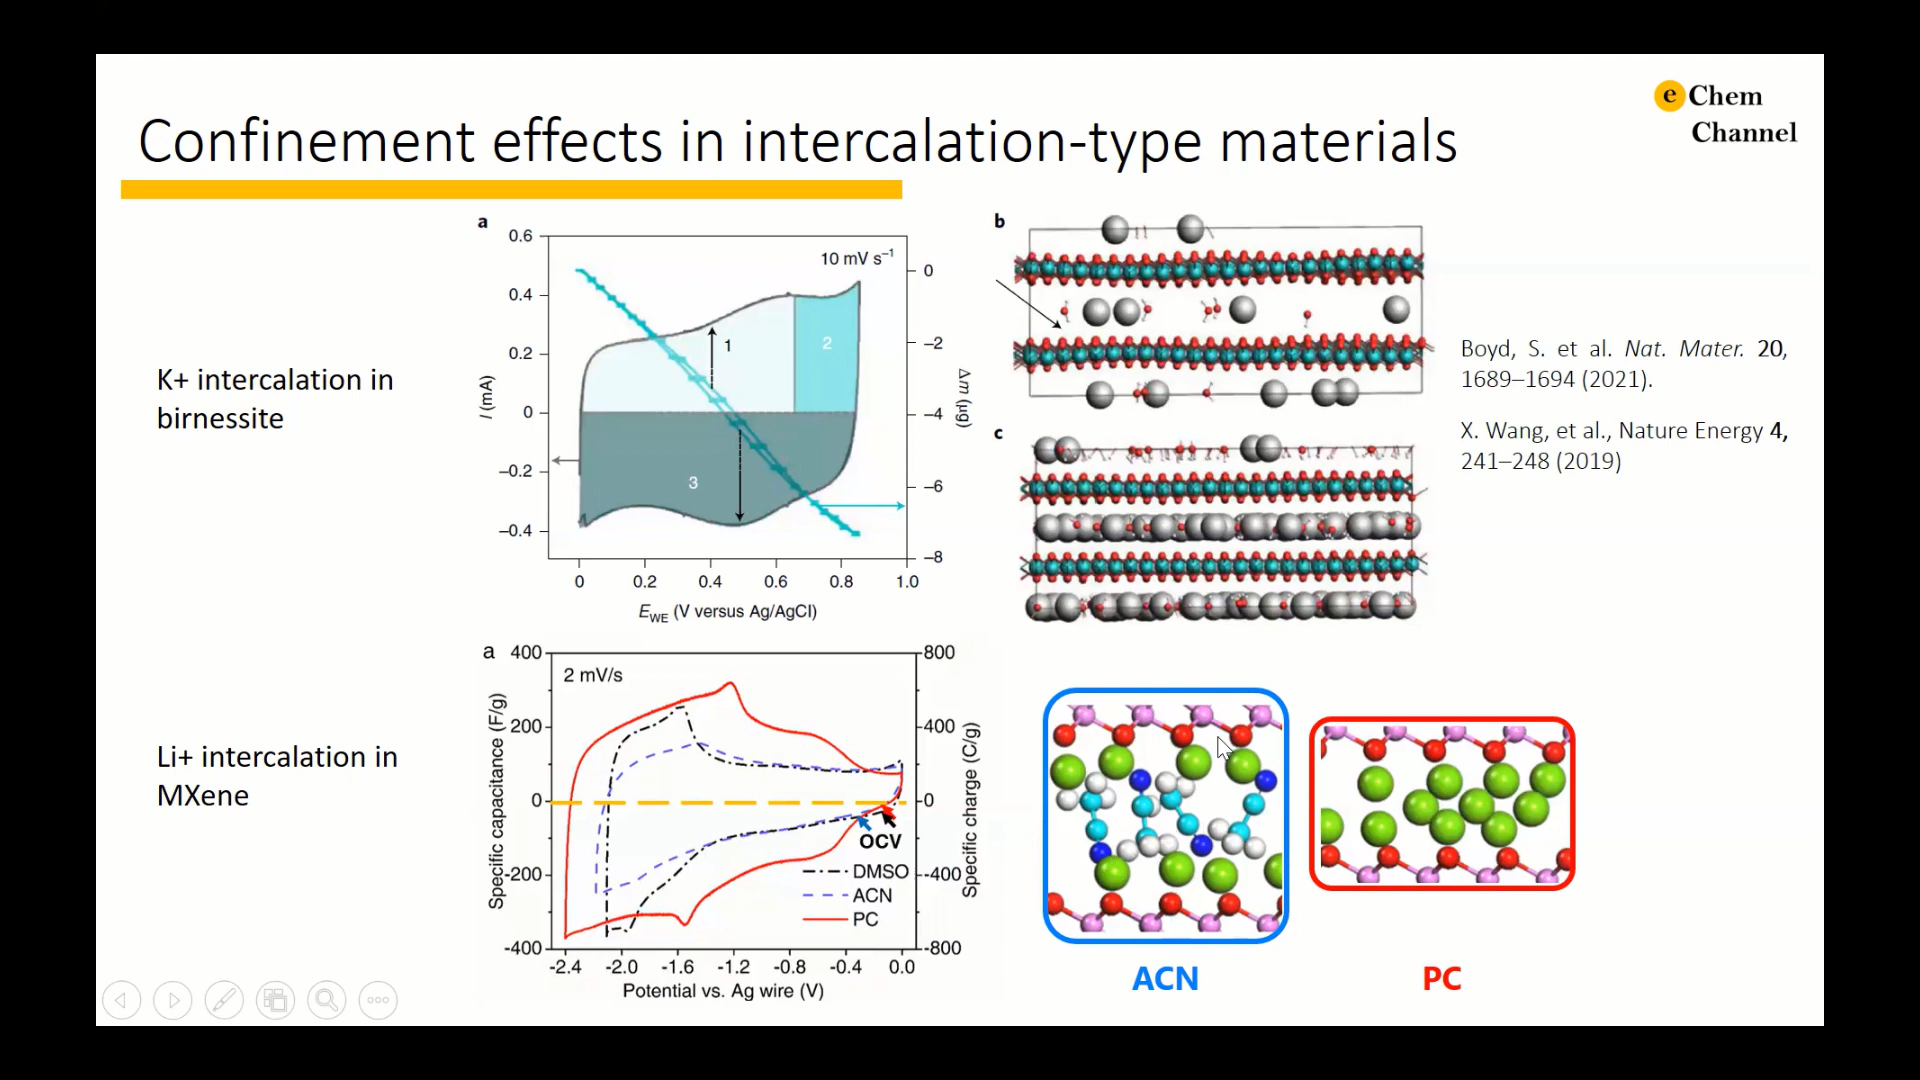 e Chem
Channel
Confinement effects in intercalation-type materials
K+ intercalation in
birnessite
a
10 mV s⁻¹
0.6
0.4
0.2
0
−0.2
−0.4
I (mA)
1
2
3
0
−2
−4
−6
−8
Δm (μg)
0 0.2 0.4 0.6 0.8 1.0
E_WE (V versus Ag/AgCl)
b
c
Boyd, S. et al. Nat. Mater. 20,
1689–1694 (2021).
X. Wang, et al., Nature Energy 4,
241–248 (2019)
Li+ intercalation in
MXene
a
2 mV/s
400
200
0
-200
-400
Specific capacitance (F/g)
800
400
0
-400
-800
Specific charge (C/g)
OCV
DMSO
ACN
PC
-2.4 -2.0 -1.6 -1.2 -0.8 -0.4 0.0
Potential vs. Ag wire (V)
ACN
PC